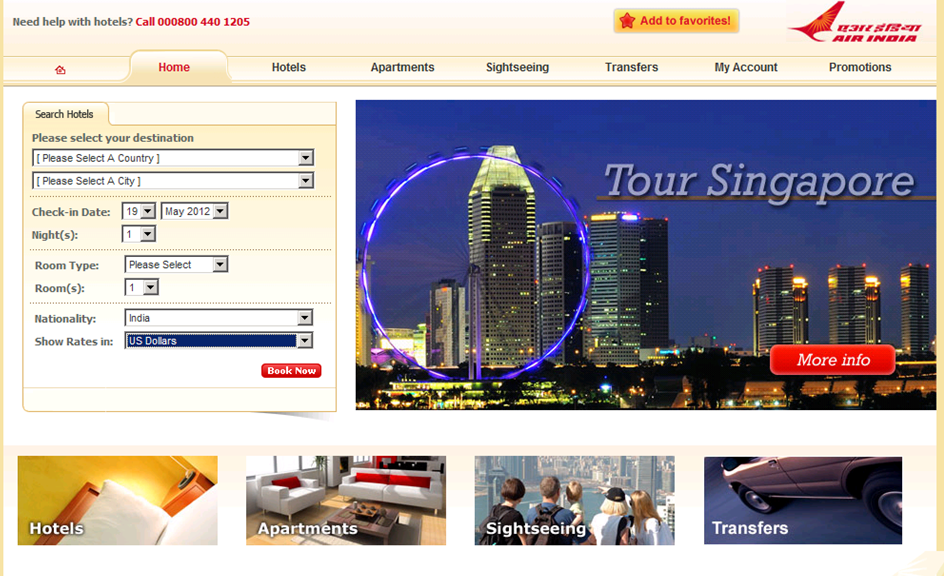 Need help with hotels? Call 000800 440 1205
Add to favorites!
एअर इंडिया
AIR INDIA
Home
Hotels
Apartments
Sightseeing
Transfers
My Account
Promotions
Search Hotels
Please select your destination
[ Please Select A Country ]
[ Please Select A City ]
Check-in Date: 19 May 2012
Night(s): 1
Room Type: Please Select
Room(s): 1
Nationality: India
Show Rates in: US Dollars
Book Now
Tour Singapore
More info
Hotels
Apartments
Sightseeing
Transfers